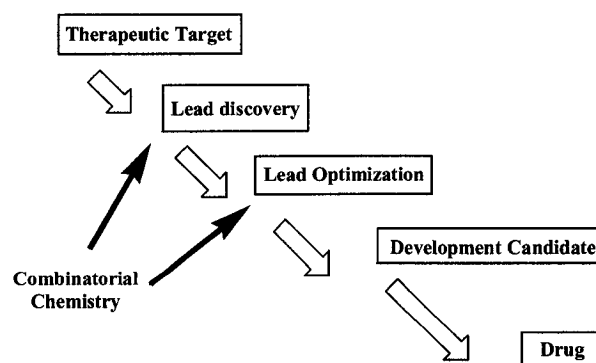 Therapeutic Target
Lead discovery
Lead Optimization
Development Candidate
Combinatorial
Chemistry
Drug